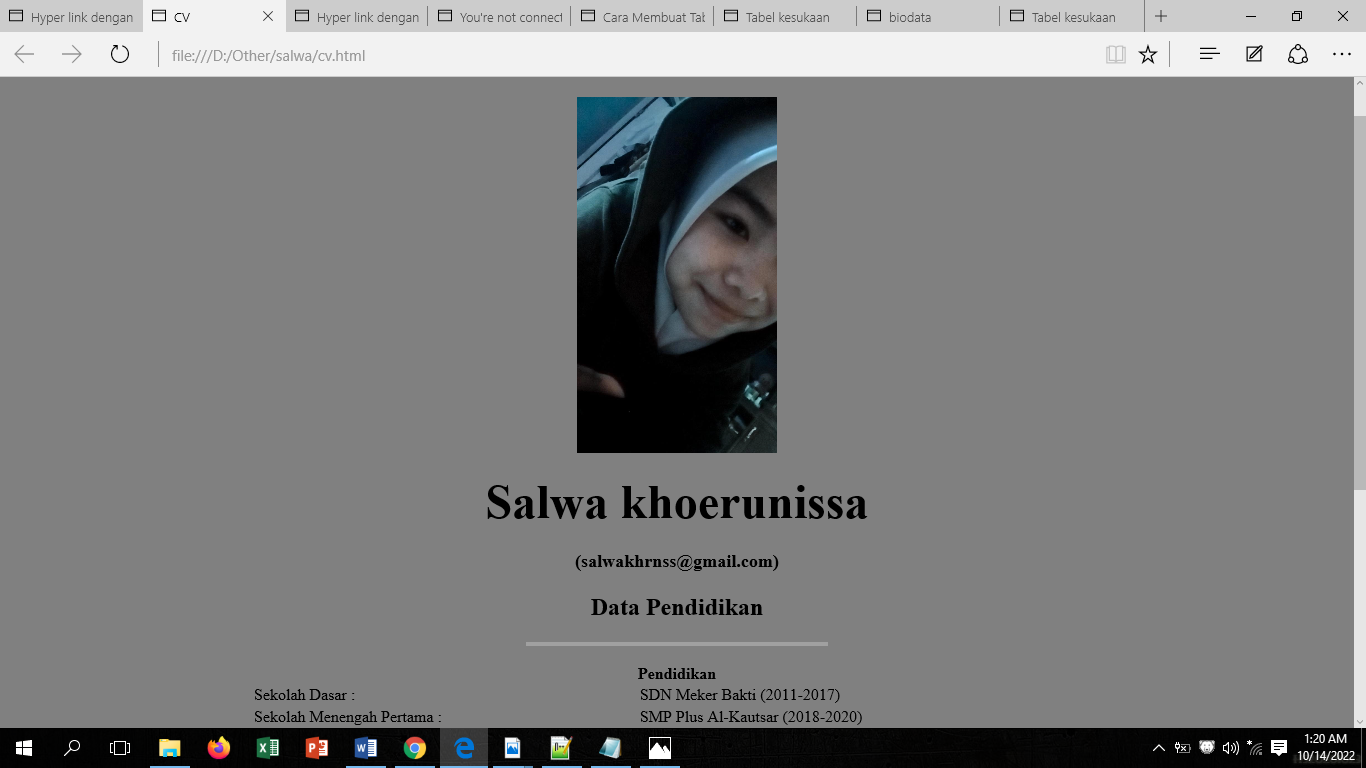 Hyper link dengan
CV
Hyper link dengan
You're not connect
Cara Membuat Tab
Tabel kesukaan
biodata
Tabel kesukaan
file:///D:/Other/salwa/cv.html
Salwa khoerunissa
(salwakhrnss@gmail.com)
Data Pendidikan
Pendidikan
Sekolah Dasar : SDN Meker Bakti (2011-2017)
Sekolah Menengah Pertama : SMP Plus Al-Kautsar (2018-2020)
1:20 AM
10/14/2022